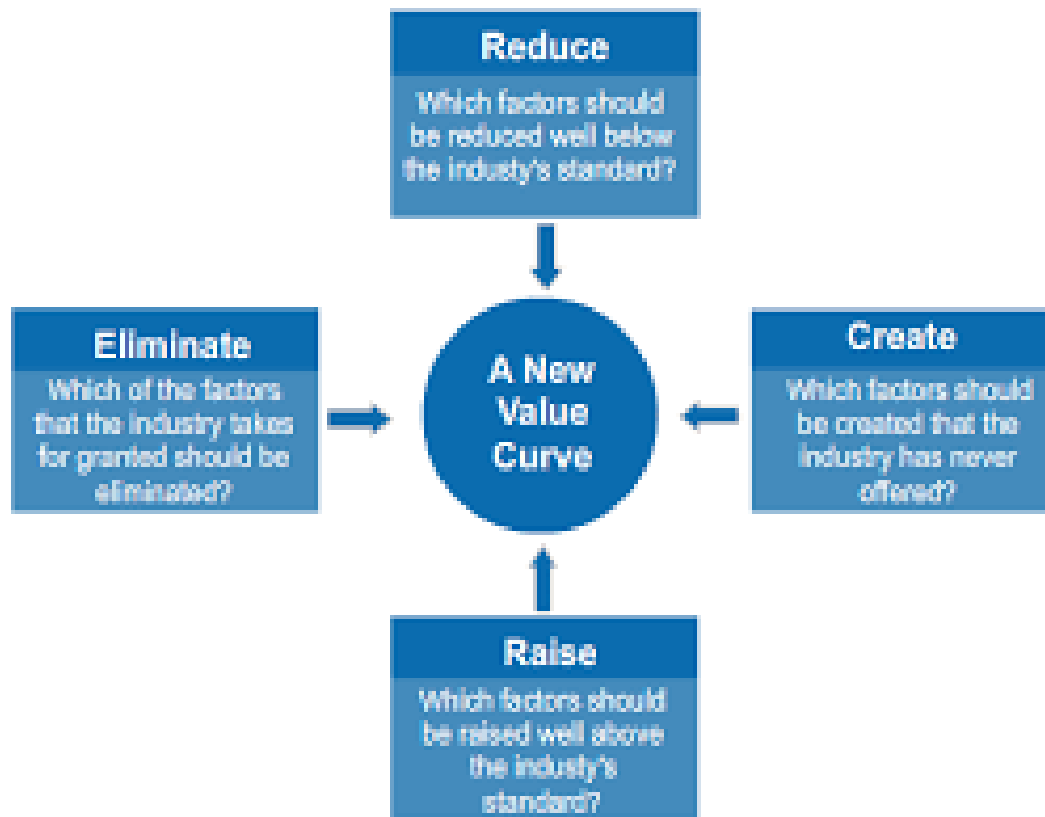 Reduce
Which factors should
be reduced well below
the industy's standard?
Eliminate
Which of the factors
that the industry takes
for granted should be
eliminated?
A New
Value
Curve
Create
Which factors should
be created that the
industry has never
offered?
Raise
Which factors should
be raised well above
the industy's
standard?